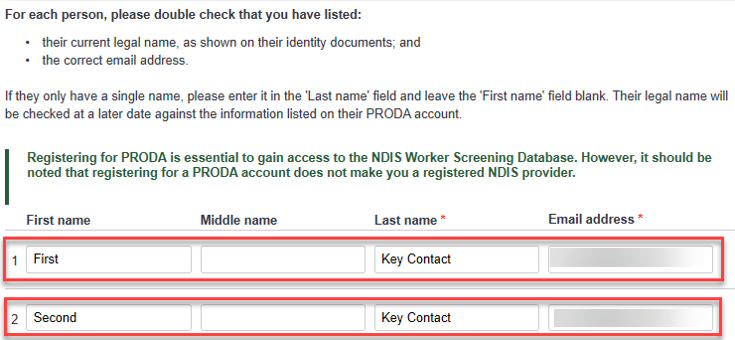 For each person, please double check that you have listed:
• their current legal name, as shown on their identity documents; and
• the correct email address.
If they only have a single name, please enter it in the 'Last name' field and leave the 'First name' field blank. Their legal name will
be checked at a later date against the information listed on their PRODA account.
Registering for PRODA is essential to gain access to the NDIS Worker Screening Database. However, it should be
noted that registering for a PRODA account does not make you a registered NDIS provider.
First name Middle name Last name * Email address *
1 First Key Contact
2 Second Key Contact